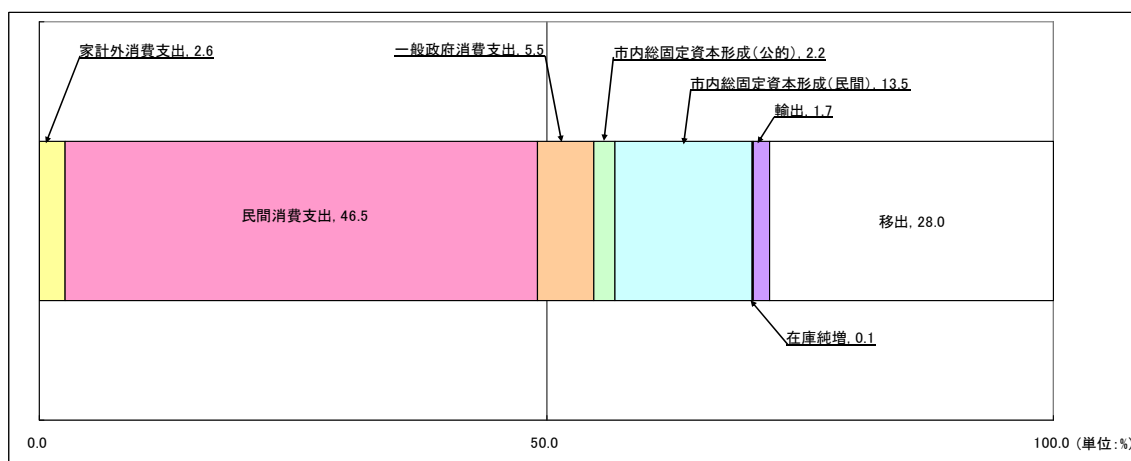 家計外消費支出, 2.6
一般政府消費支出, 5.5
市内総固定資本形成(公的), 2.2
市内総固定資本形成(民間), 13.5
輸出, 1.7
民間消費支出, 46.5
移出, 28.0
在庫純増, 0.1
0.0
50.0
100.0
(単位:%)